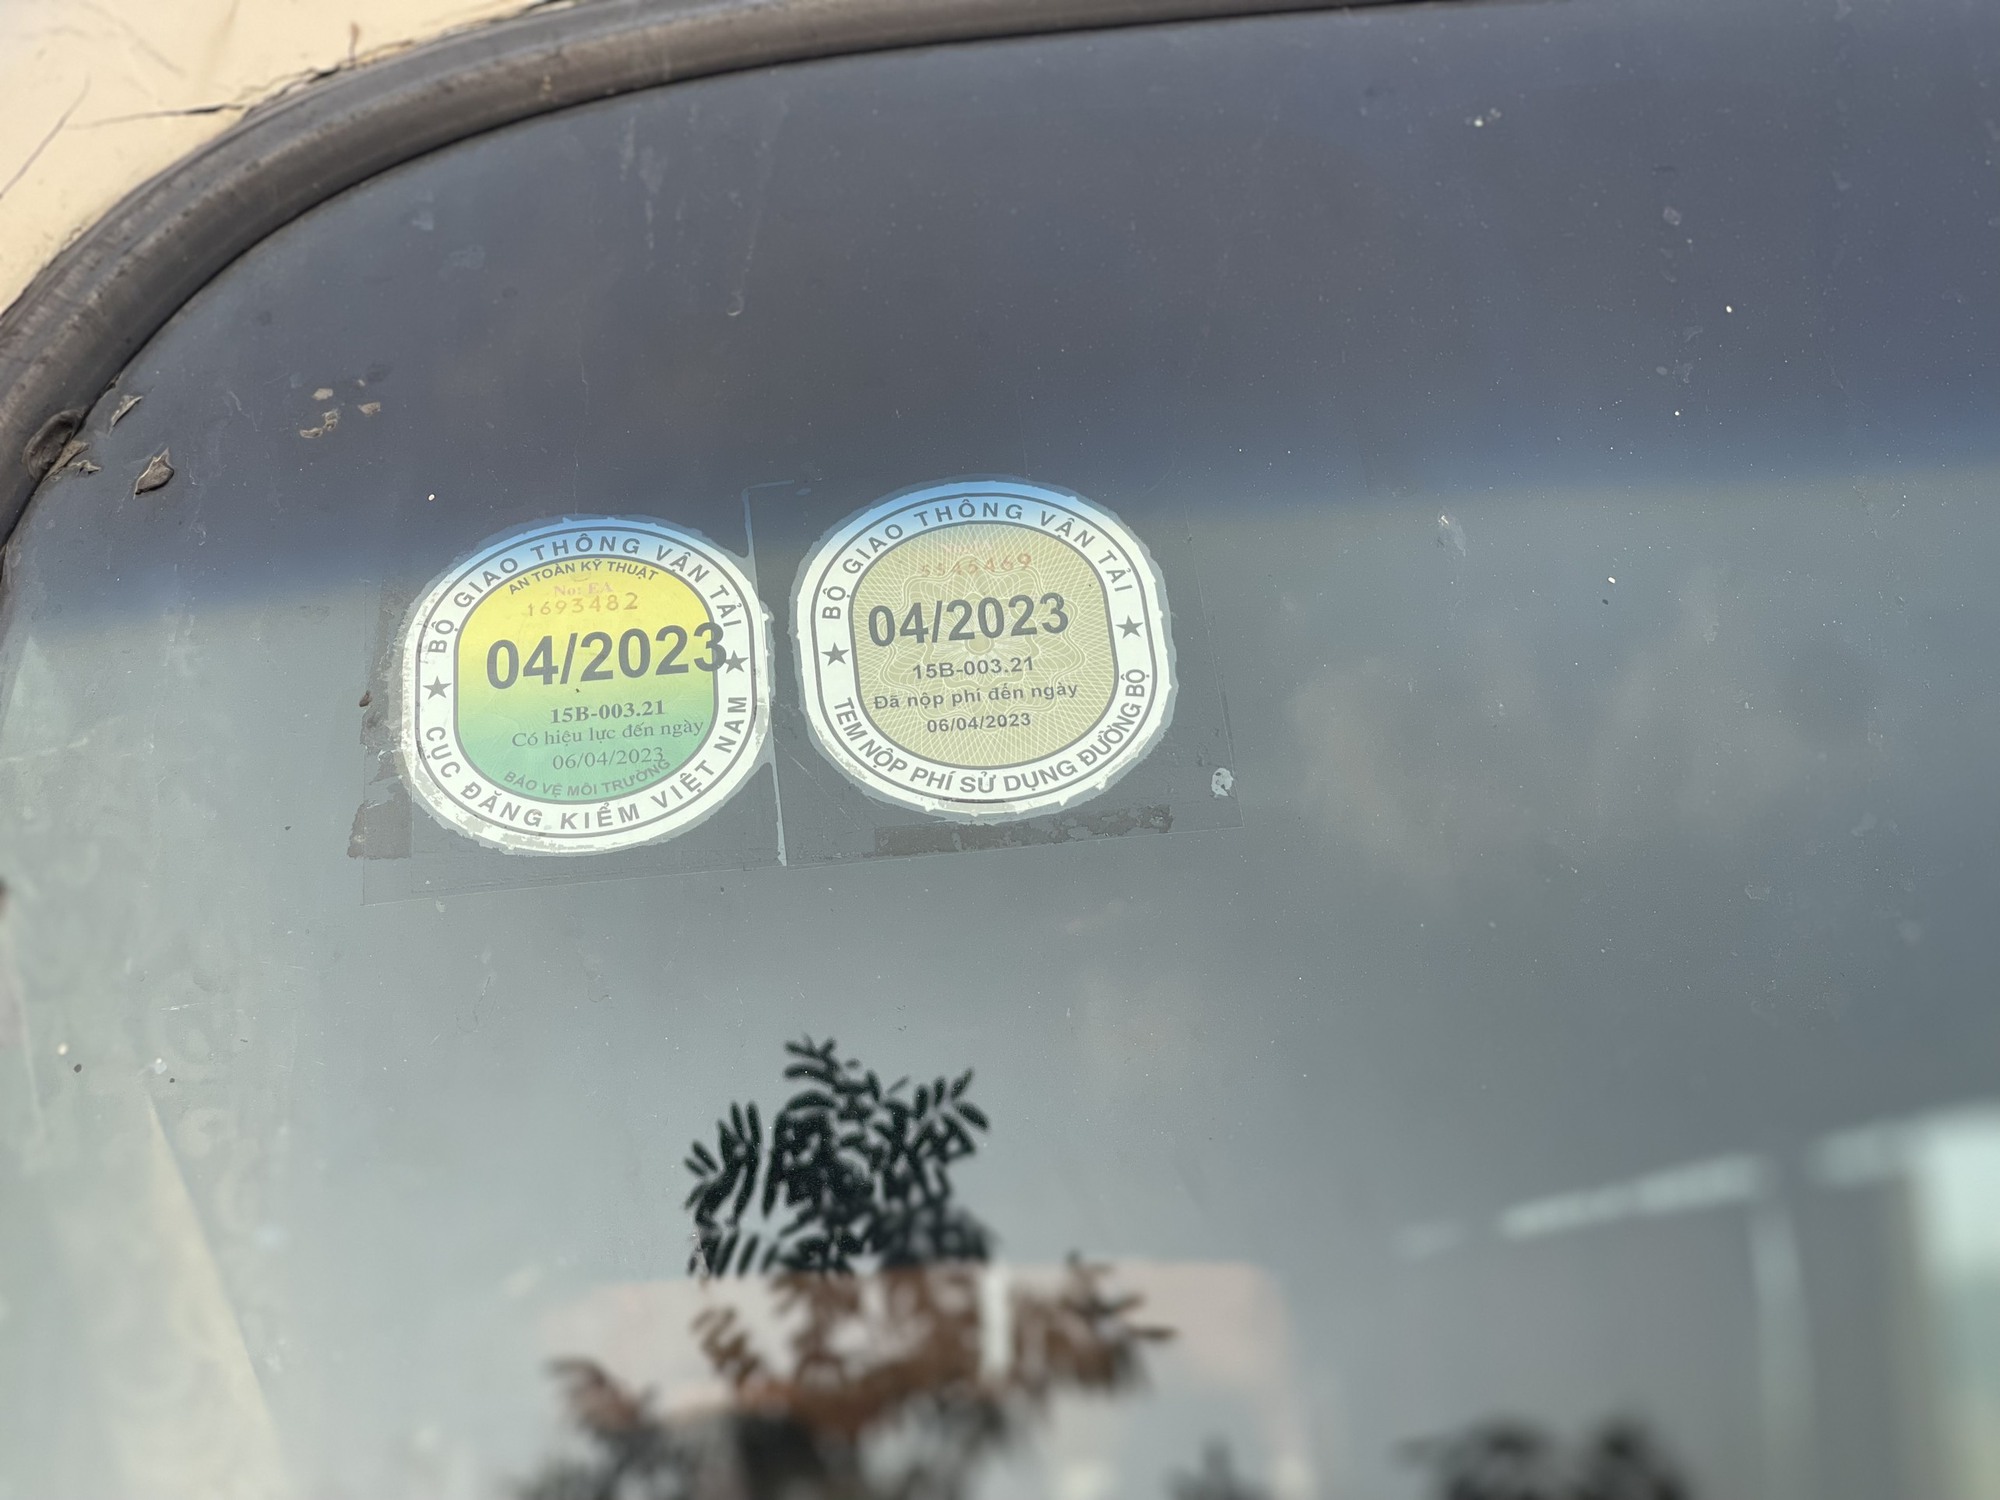 BỘ GIAO THÔNG VẬN TẢI
AN TOÀN KỸ THUẬT
No: EA
1693482
04/2023
15B-003.21
Có hiệu lực đến ngày
06/04/2023
BẢO VỆ MÔI TRƯỜNG
CỤC ĐĂNG KIỂM VIỆT NAM
BỘ GIAO THÔNG VẬN TẢI
5545469
04/2023
15B-003.21
Đã nộp phí đến ngày
06/04/2023
TEM NỘP PHÍ SỬ DỤNG ĐƯỜNG BỘ